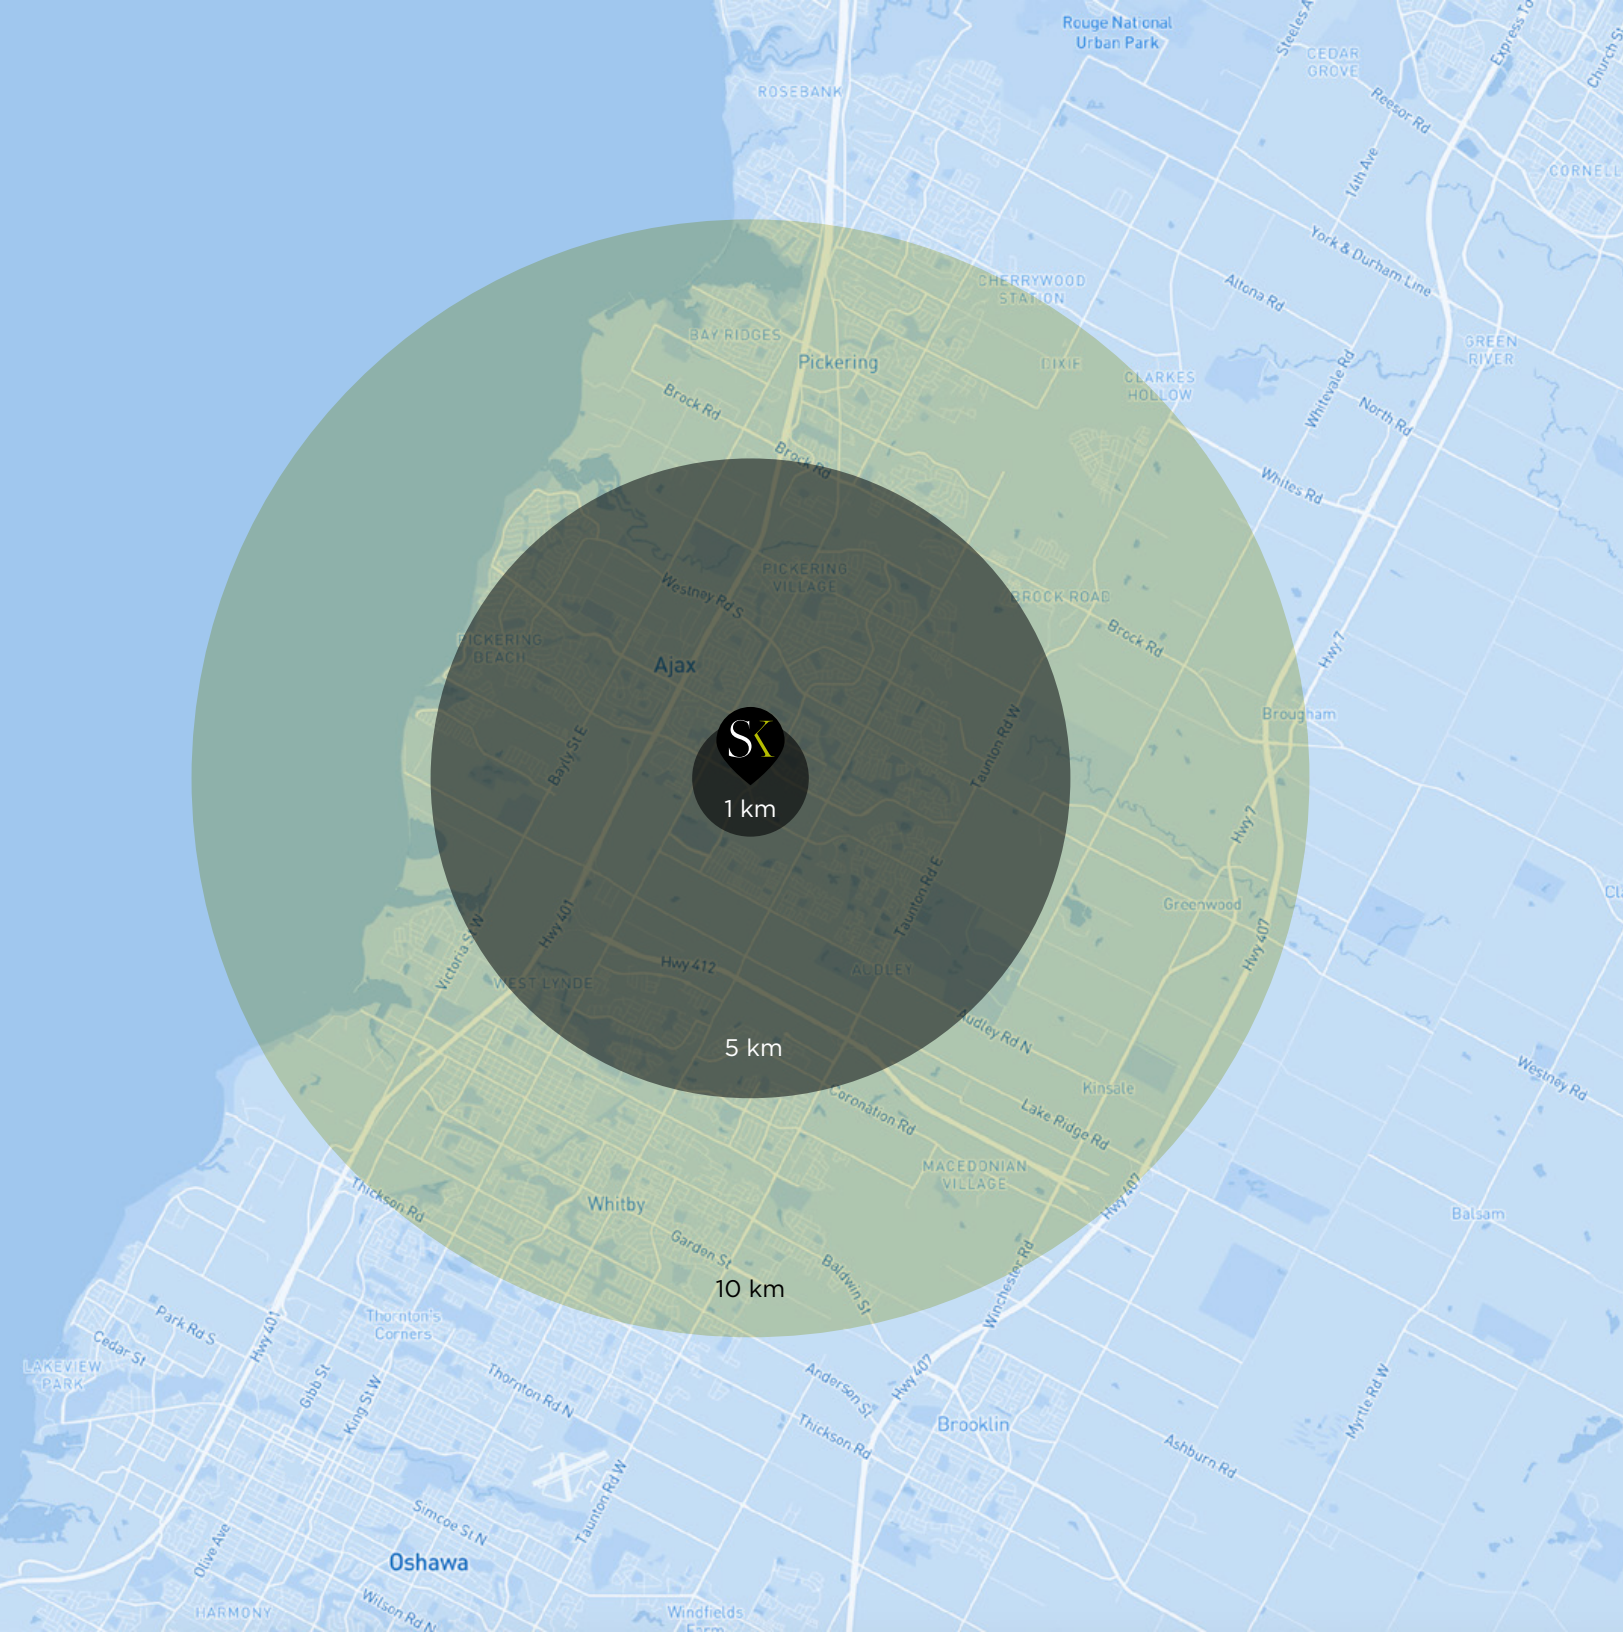 Rouge National
Urban Park
Steeles A
CEDAR
GROVE
Express To
Church St
ROSEBANK
Reesor Rd
14th Ave
CORNELL
York & Durham Line
CHERRYWOOD
STATION
Altona Rd
BAY RIDGES
Pickering
DIXIE
GREEN
RIVER
CLARKES
HOLLOW
Whitevale Rd
North Rd
Brock Rd
Brock Rd
Whites Rd
PICKERING
VILLAGE
Westney Rd S
BROCK ROAD
Brock Rd
PICKERING
BEACH
Hwy 7
Ajax
Brougham
SK
Bayly St E
Taunton Rd W
1 km
Hwy 7
Taunton Rd E
Greenwood
Cl
Victoria St W
Hwy 401
Hwy 407
Hwy 412
AUDLEY
WEST LYNDE
Audley Rd N
5 km
Kinsale
Westney Rd
Coronation Rd
Lake Ridge Rd
MACEDONIAN
VILLAGE
Thickson Rd
Whitby
Hwy 407
Balsam
Garden St
Baldwin St
10 km
Winchester Rd
Thornton's
Corners
Park Rd S
Hwy 401
Cedar St
LAKEVIEW
PARK
Gibb St
King St W
Thornton Rd N
Anderson St
Hwy 407
Myrtle Rd W
Thickson Rd
Brooklin
Ashburn Rd
Taunton Rd W
Simcoe St N
Olive Ave
Oshawa
HARMONY
Wilson Rd N
Windfields
Farm